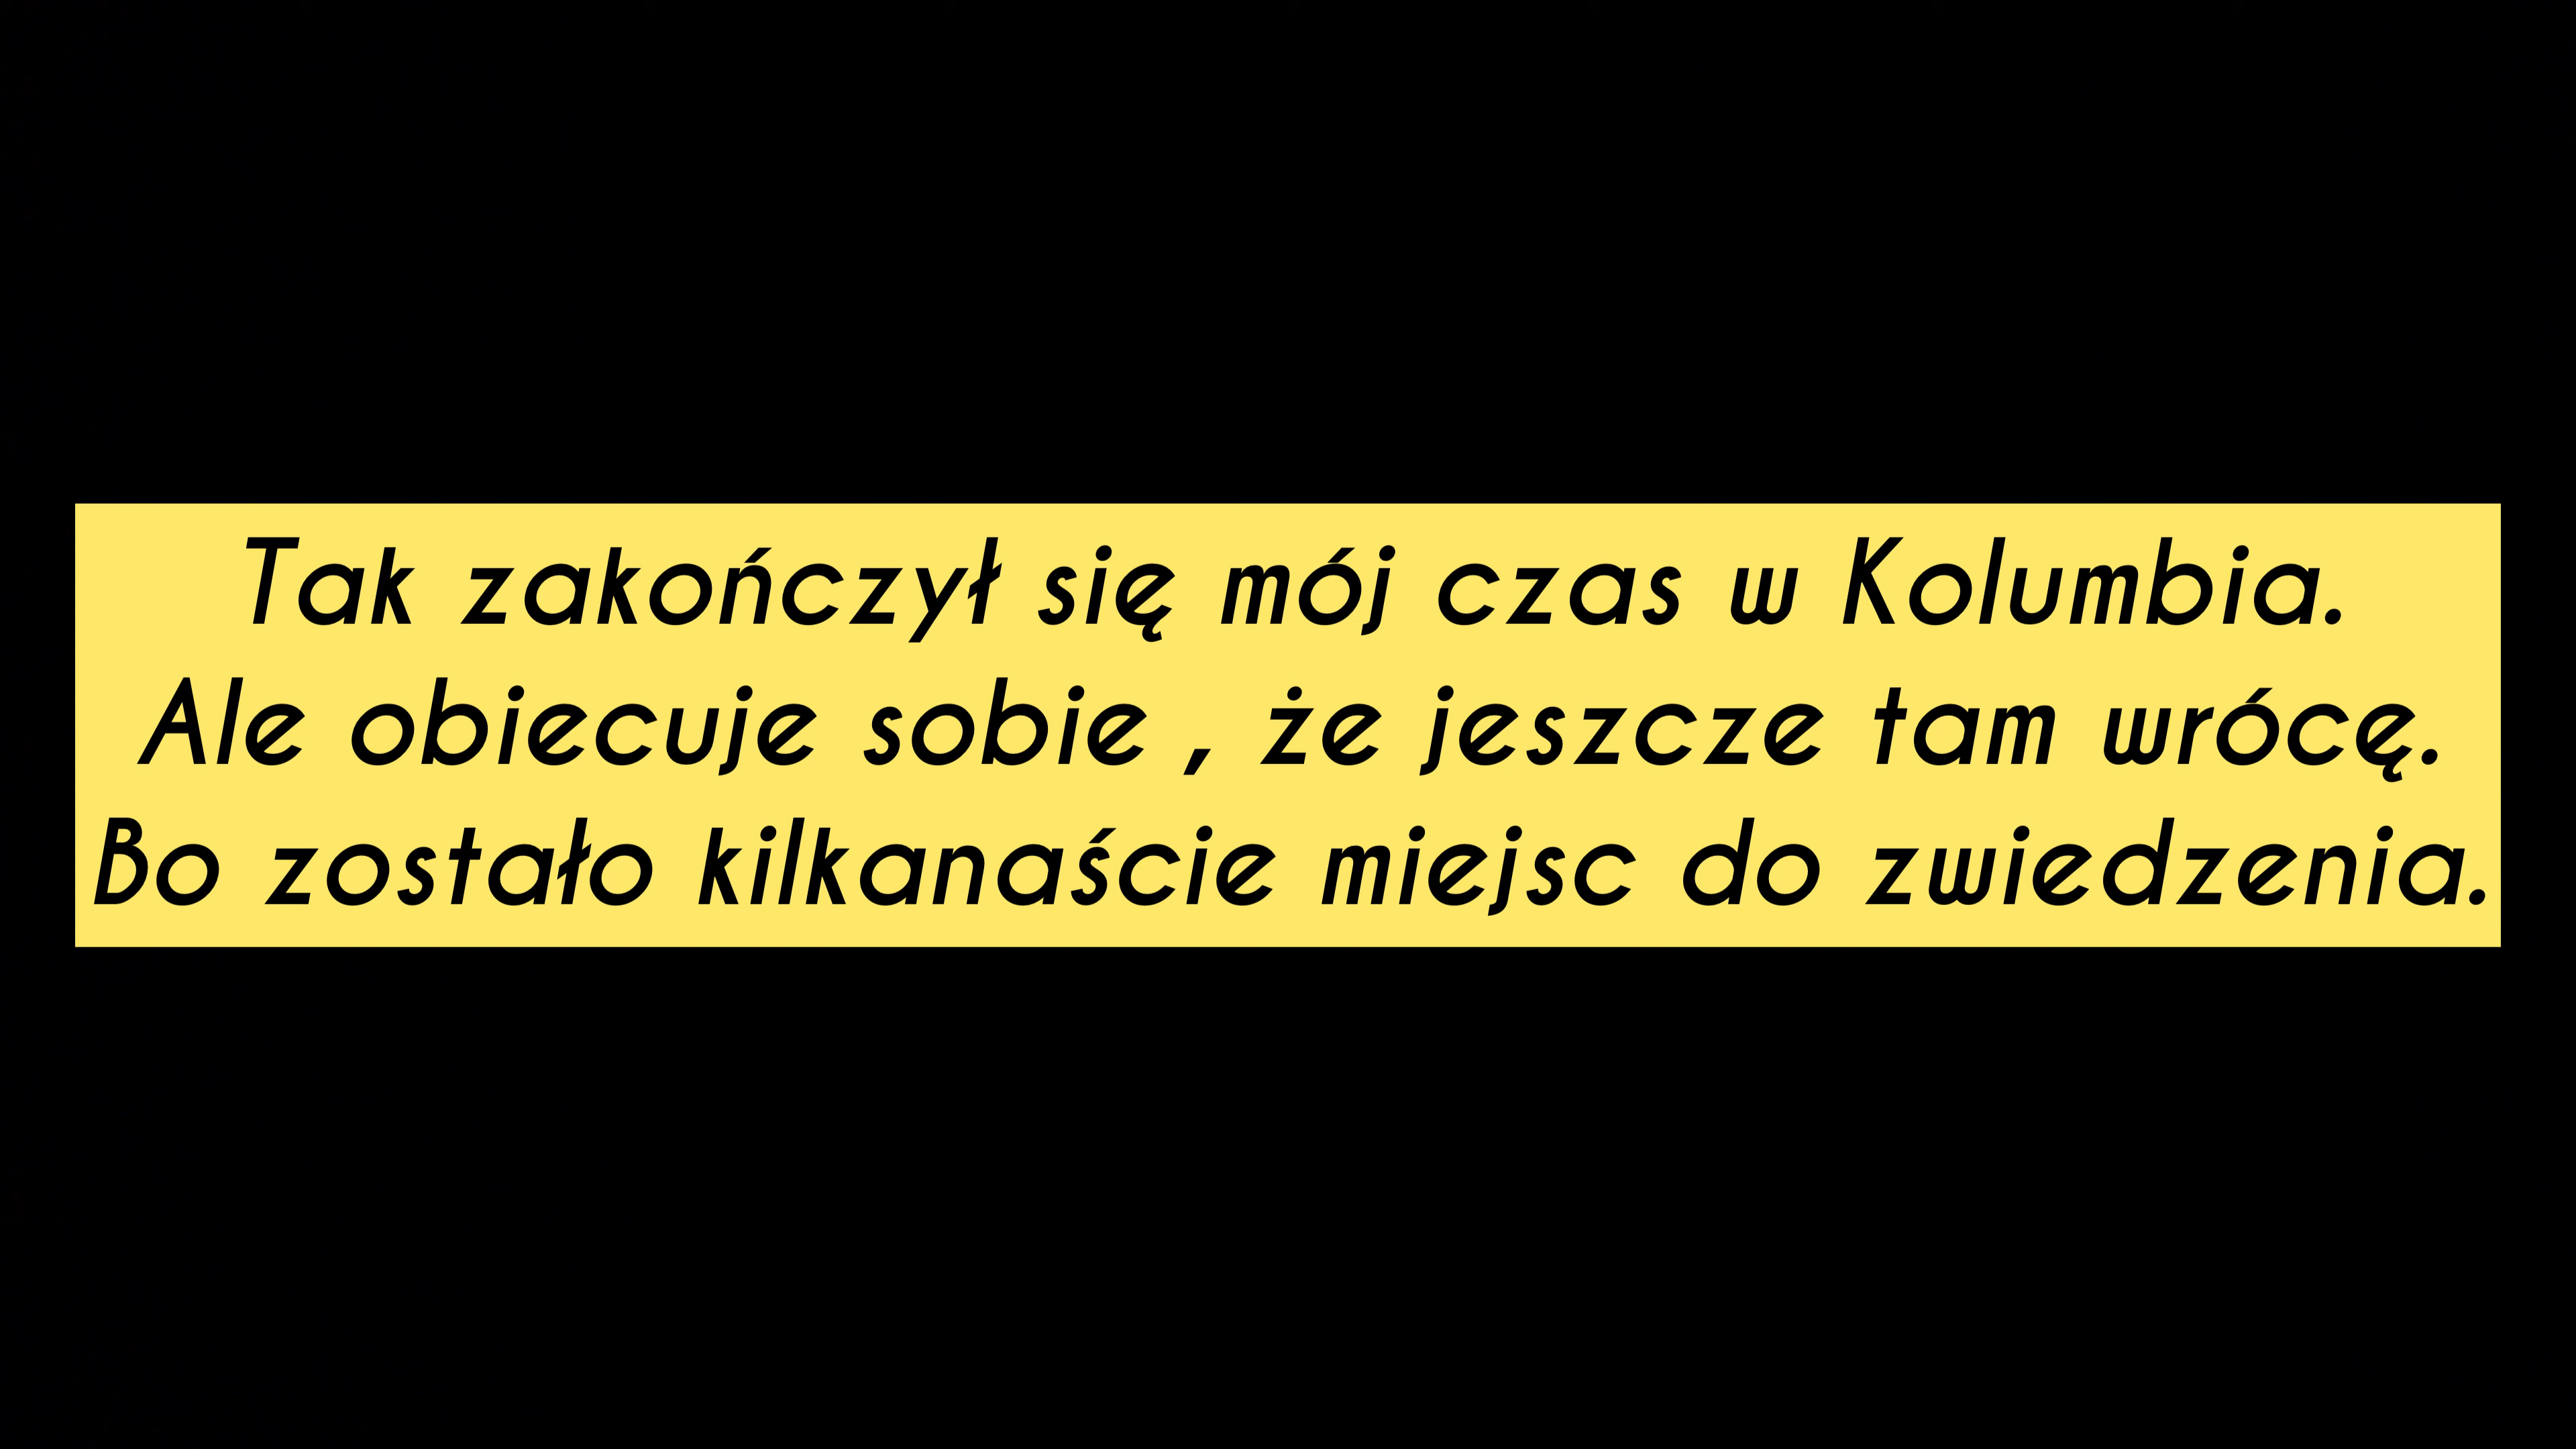 Tak zakończył się mój czas w Kolumbia.
Ale obiecuje sobie , że jeszcze tam wrócę.
Bo zostało kilkanaście miejsc do zwiedzenia.